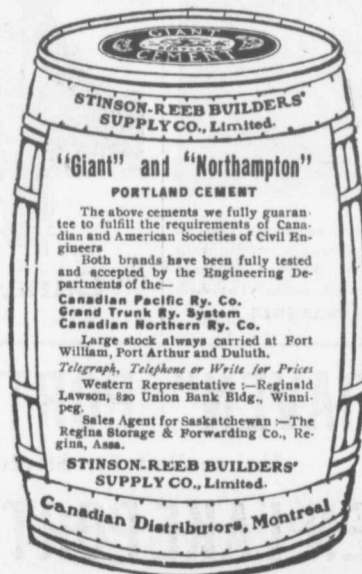 GIANT
CEMENT
STINSON-REEB BUILDERS'
SUPPLY CO., Limited.
"Giant" and "Northampton"
PORTLAND CEMENT
The above cements we fully guaran-
tee to fulfill the requirements of Cana-
dian and American Societies of Civil En-
gineers
Both brands have been fully tested
and accepted by the Engineering De-
partments of the—
Canadian Pacific Ry. Co.
Grand Trunk Ry. System
Canadian Northern Ry. Co.
Large stock always carried at Fort
William, Port Arthur and Duluth.
Telegraph, Telephone or Write for Prices
Western Representative :—Reginald
Lawson, 820 Union Bank Bldg., Winni-
peg.
Sales Agent for Saskatchewan :—The
Regina Storage & Forwarding Co., Re-
gina, Assa.
STINSON-REEB BUILDERS'
SUPPLY CO., Limited.
Canadian Distributors, Montreal